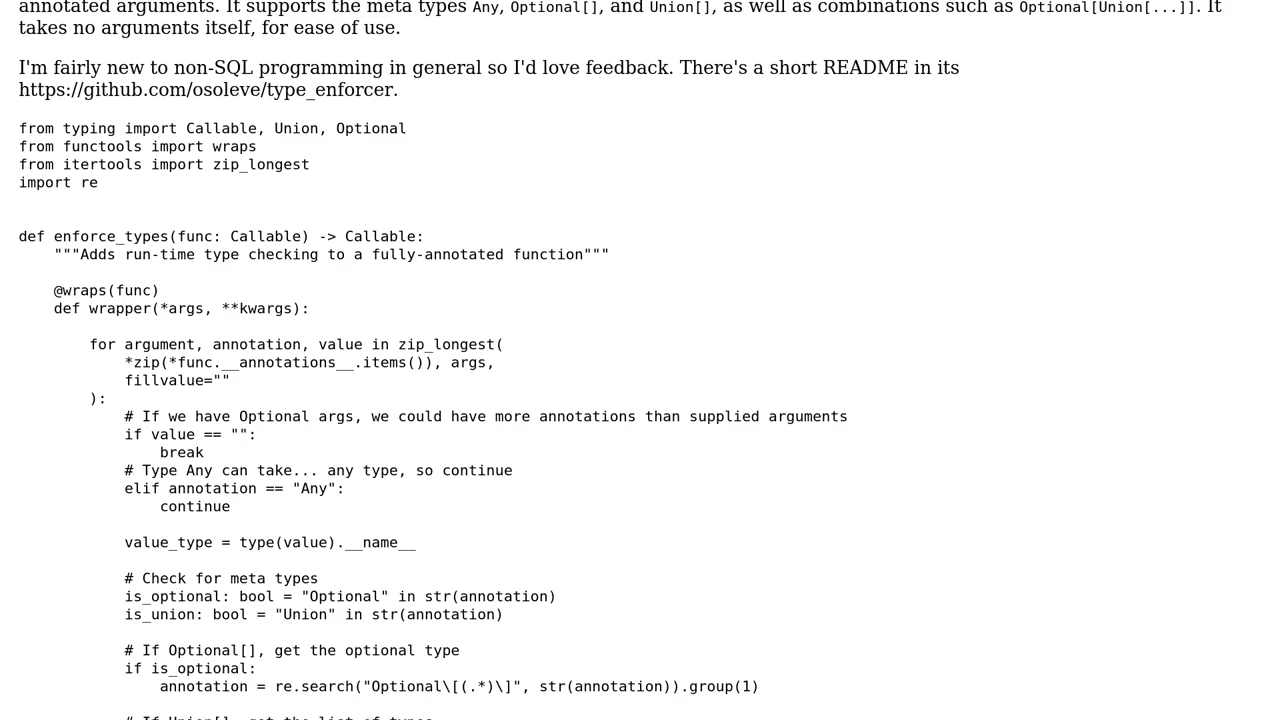 annotated arguments. It supports the meta types Any, Optional[], and Union[], as well as combinations such as Optional[Union[...]]. It
takes no arguments itself, for ease of use.
I'm fairly new to non-SQL programming in general so I'd love feedback. There's a short README in its
https://github.com/osoleve/type_enforcer.
from typing import Callable, Union, Optional
from functools import wraps
from itertools import zip_longest
import re
def enforce_types(func: Callable) -> Callable:
    """Adds run-time type checking to a fully-annotated function"""
    @wraps(func)
    def wrapper(*args, **kwargs):
        for argument, annotation, value in zip_longest(
            *zip(*func.__annotations__.items()), args,
            fillvalue=""
        ):
            # If we have Optional args, we could have more annotations than supplied arguments
            if value == "":
                break
            # Type Any can take... any type, so continue
            elif annotation == "Any":
                continue
            value_type = type(value).__name__
            # Check for meta types
            is_optional: bool = "Optional" in str(annotation)
            is_union: bool = "Union" in str(annotation)
            # If Optional[], get the optional type
            if is_optional:
                annotation = re.search("Optional\[(.*)\]", str(annotation)).group(1)
            # If Union[], get the list of types